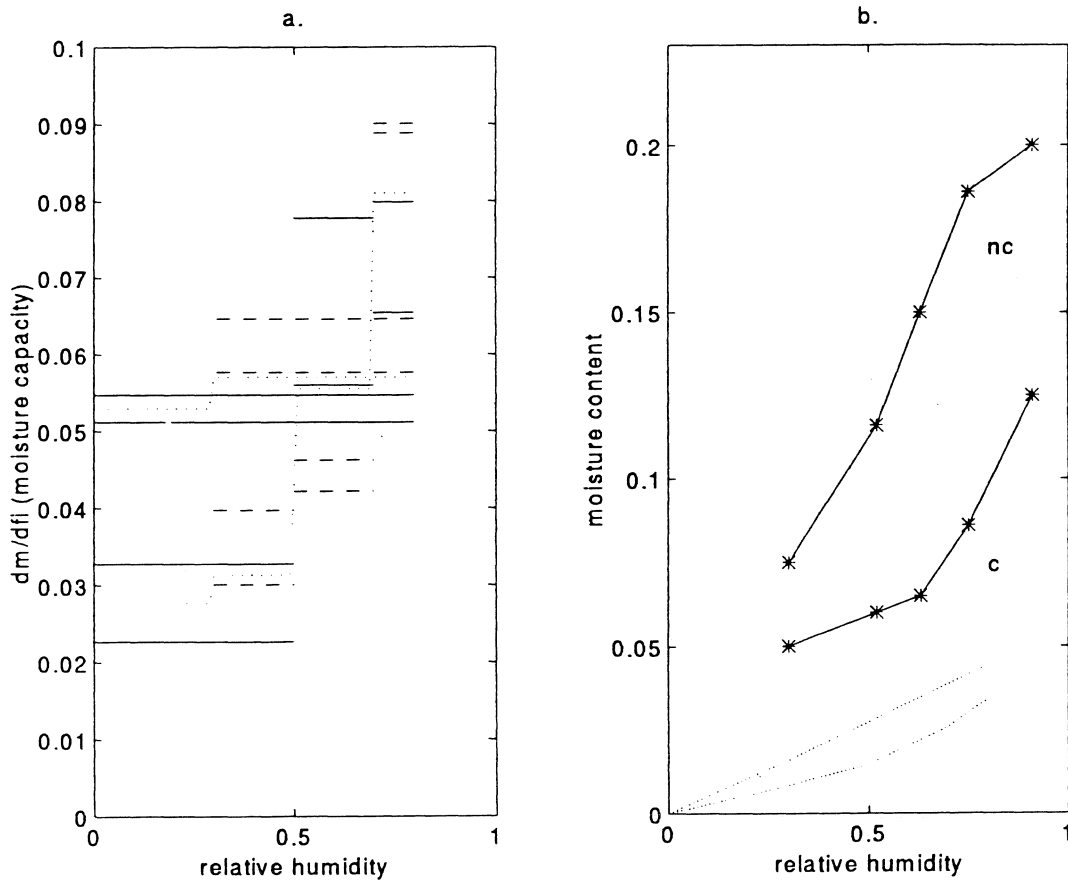 a.
0.1
0.09
0.08
0.07
0.06
0.05
0.04
0.03
0.02
0.01
0
dm/dfi (moisture capacity)
0
0.5
1
relative humidity
b.
0.2
0.15
0.1
0.05
0
moisture content
nc
c
0
0.5
1
relative humidity